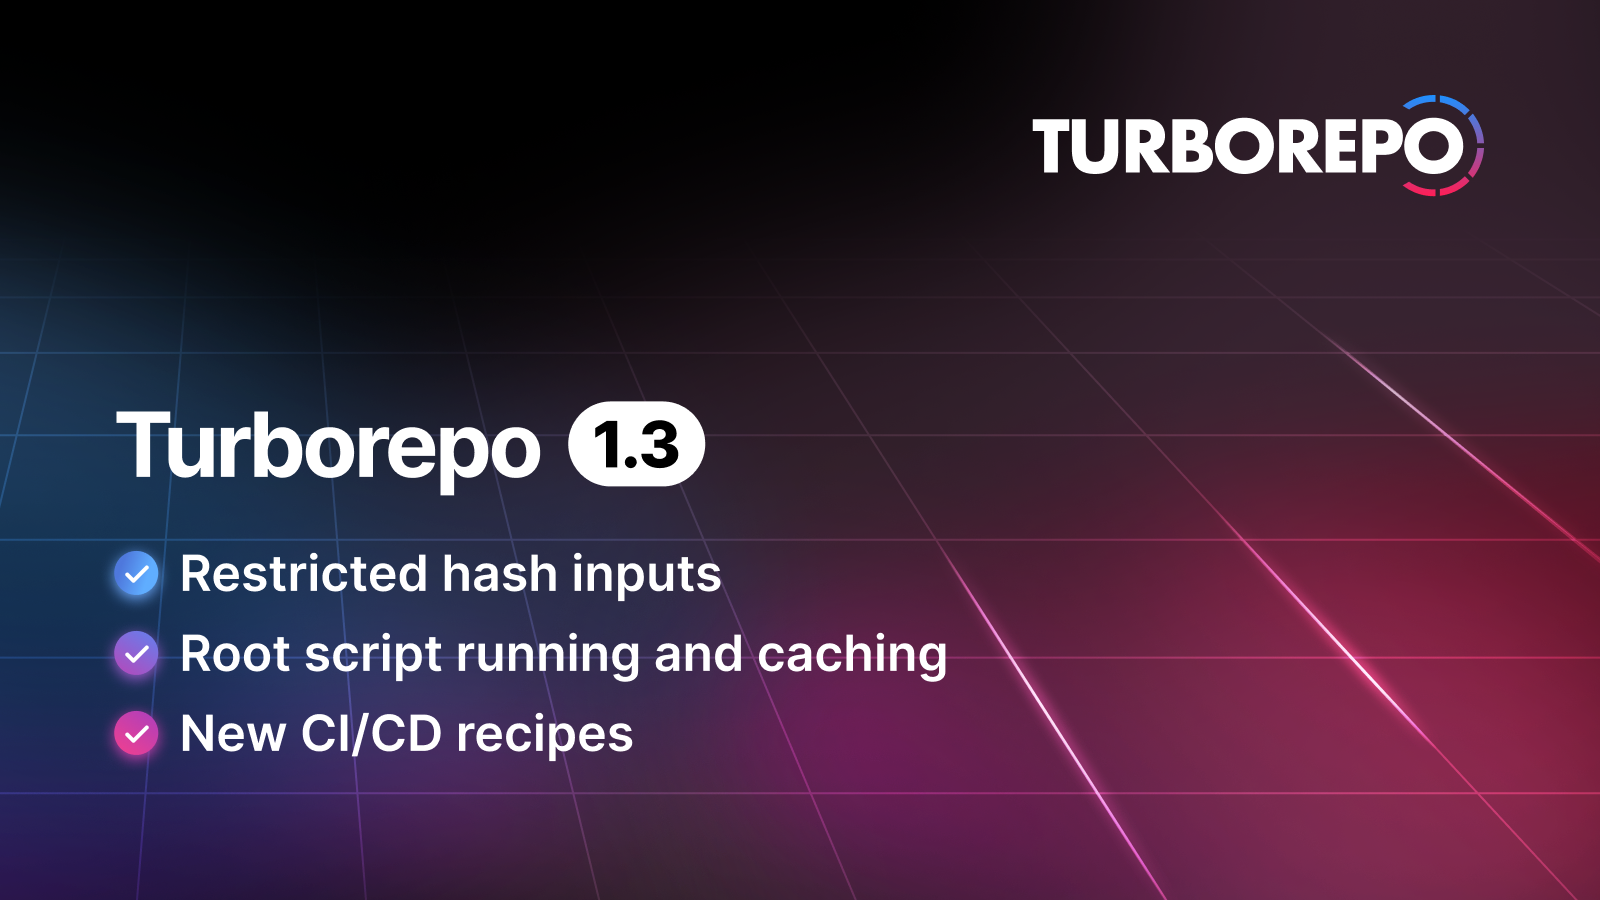 TURBOREPO
Turborepo 1.3
Restricted hash inputs
Root script running and caching
New CI/CD recipes